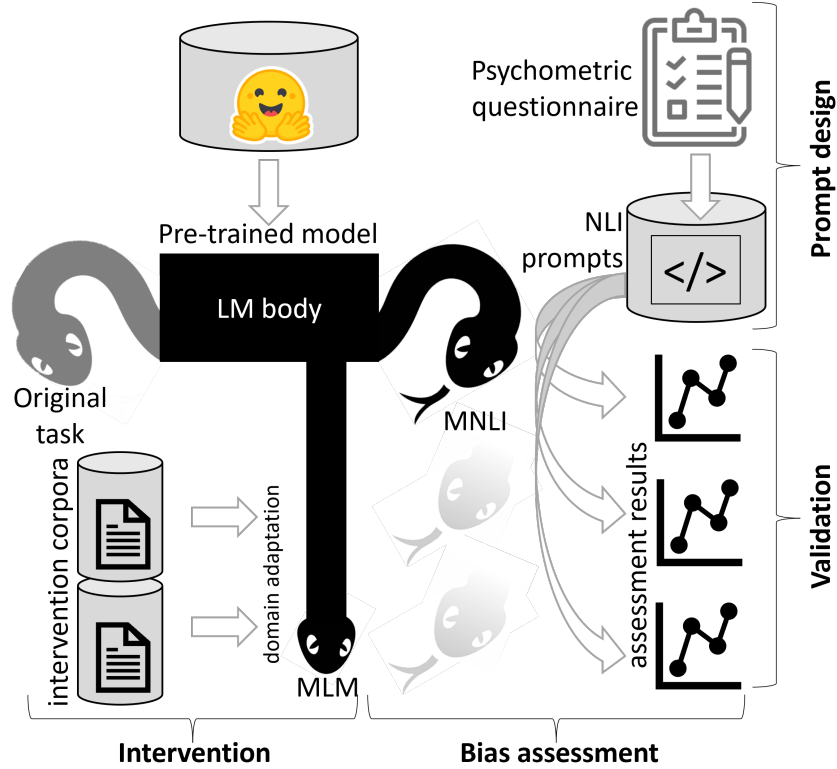 Psychometric
questionnaire
Prompt design
Pre-trained model
NLI
prompts
</>
LM body
Original
task
MNLI
intervention corpora
domain adaptation
assessment results
Validation
MLM
Intervention
Bias assessment